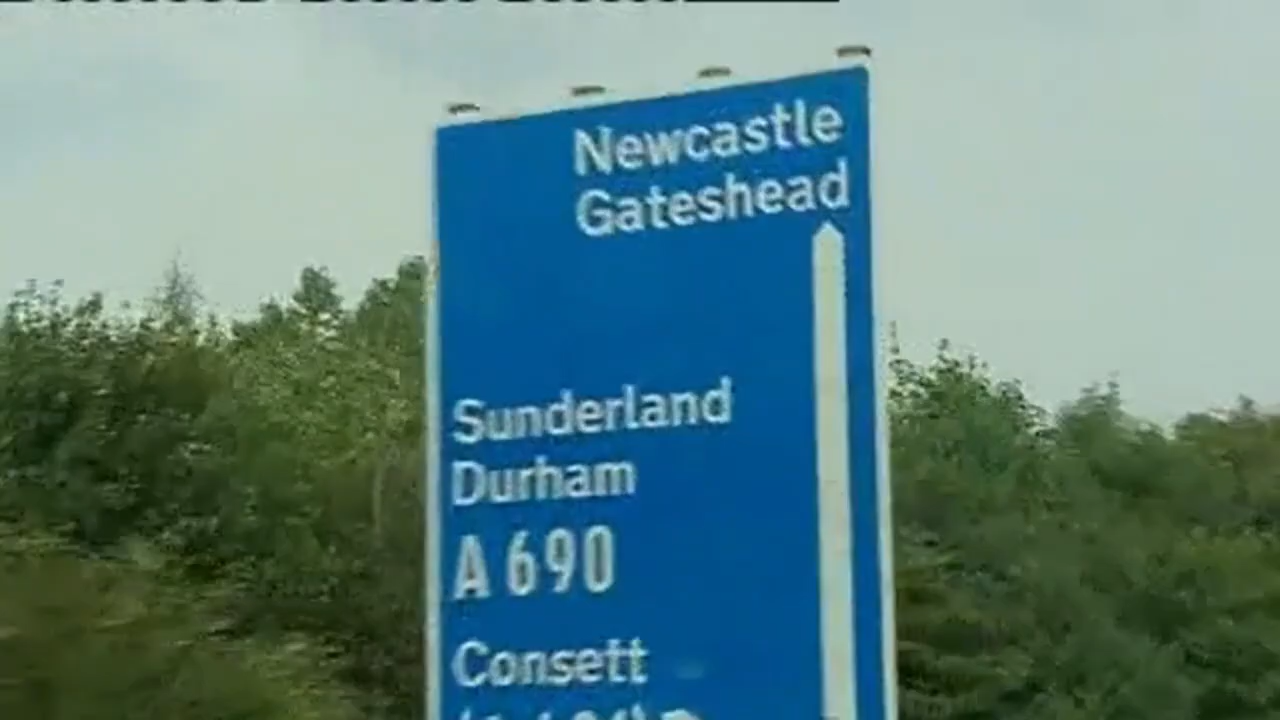 Newcastle
Gateshead
Sunderland
Durham
A 690
Consett